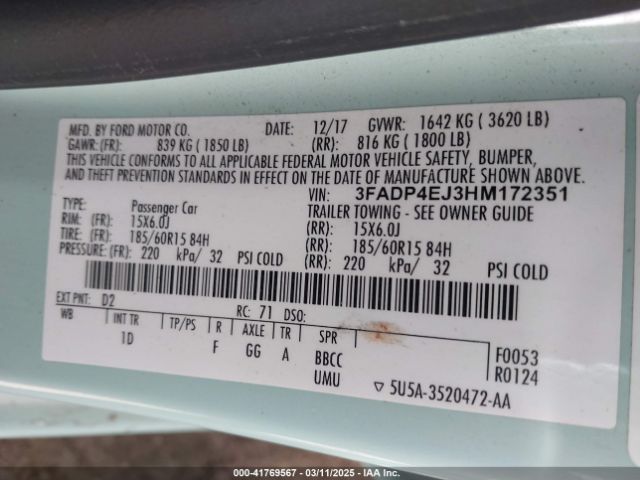 MFD. BY FORD MOTOR CO. DATE: 12/17 GVWR: 1642 KG ( 3620 LB)
GAWR: (FR): 839 KG ( 1850 LB) (RR): 816 KG ( 1800 LB)
THIS VEHICLE CONFORMS TO ALL APPLICABLE FEDERAL MOTOR VEHICLE SAFETY, BUMPER,
AND THEFT PREVENTION STANDARDS IN EFFECT ON THE DATE OF MANUFACTURE SHOWN ABOVE.
VIN: 3FADP4EJ3HM172351
TYPE: Passenger Car TRAILER TOWING - SEE OWNER GUIDE
RIM: (FR) 15X6.0J (RR): 15X6.0J
TIRE: (FR) 185/60R15 84H (RR): 185/60R15 84H
PRESSURE: (FR) 220 kPa/ 32 PSI COLD (RR): 220 kPa/ 32 PSI COLD
EXT PNT: D2 RC: 71 DSO:
WB INT TR TP/PS R AXLE TR SPR
1D F GG A BBCC F0053
UMU R0124
▽ 5U5A-3520472-AA
000-41769567 - 03/11/2025 - IAA Inc.